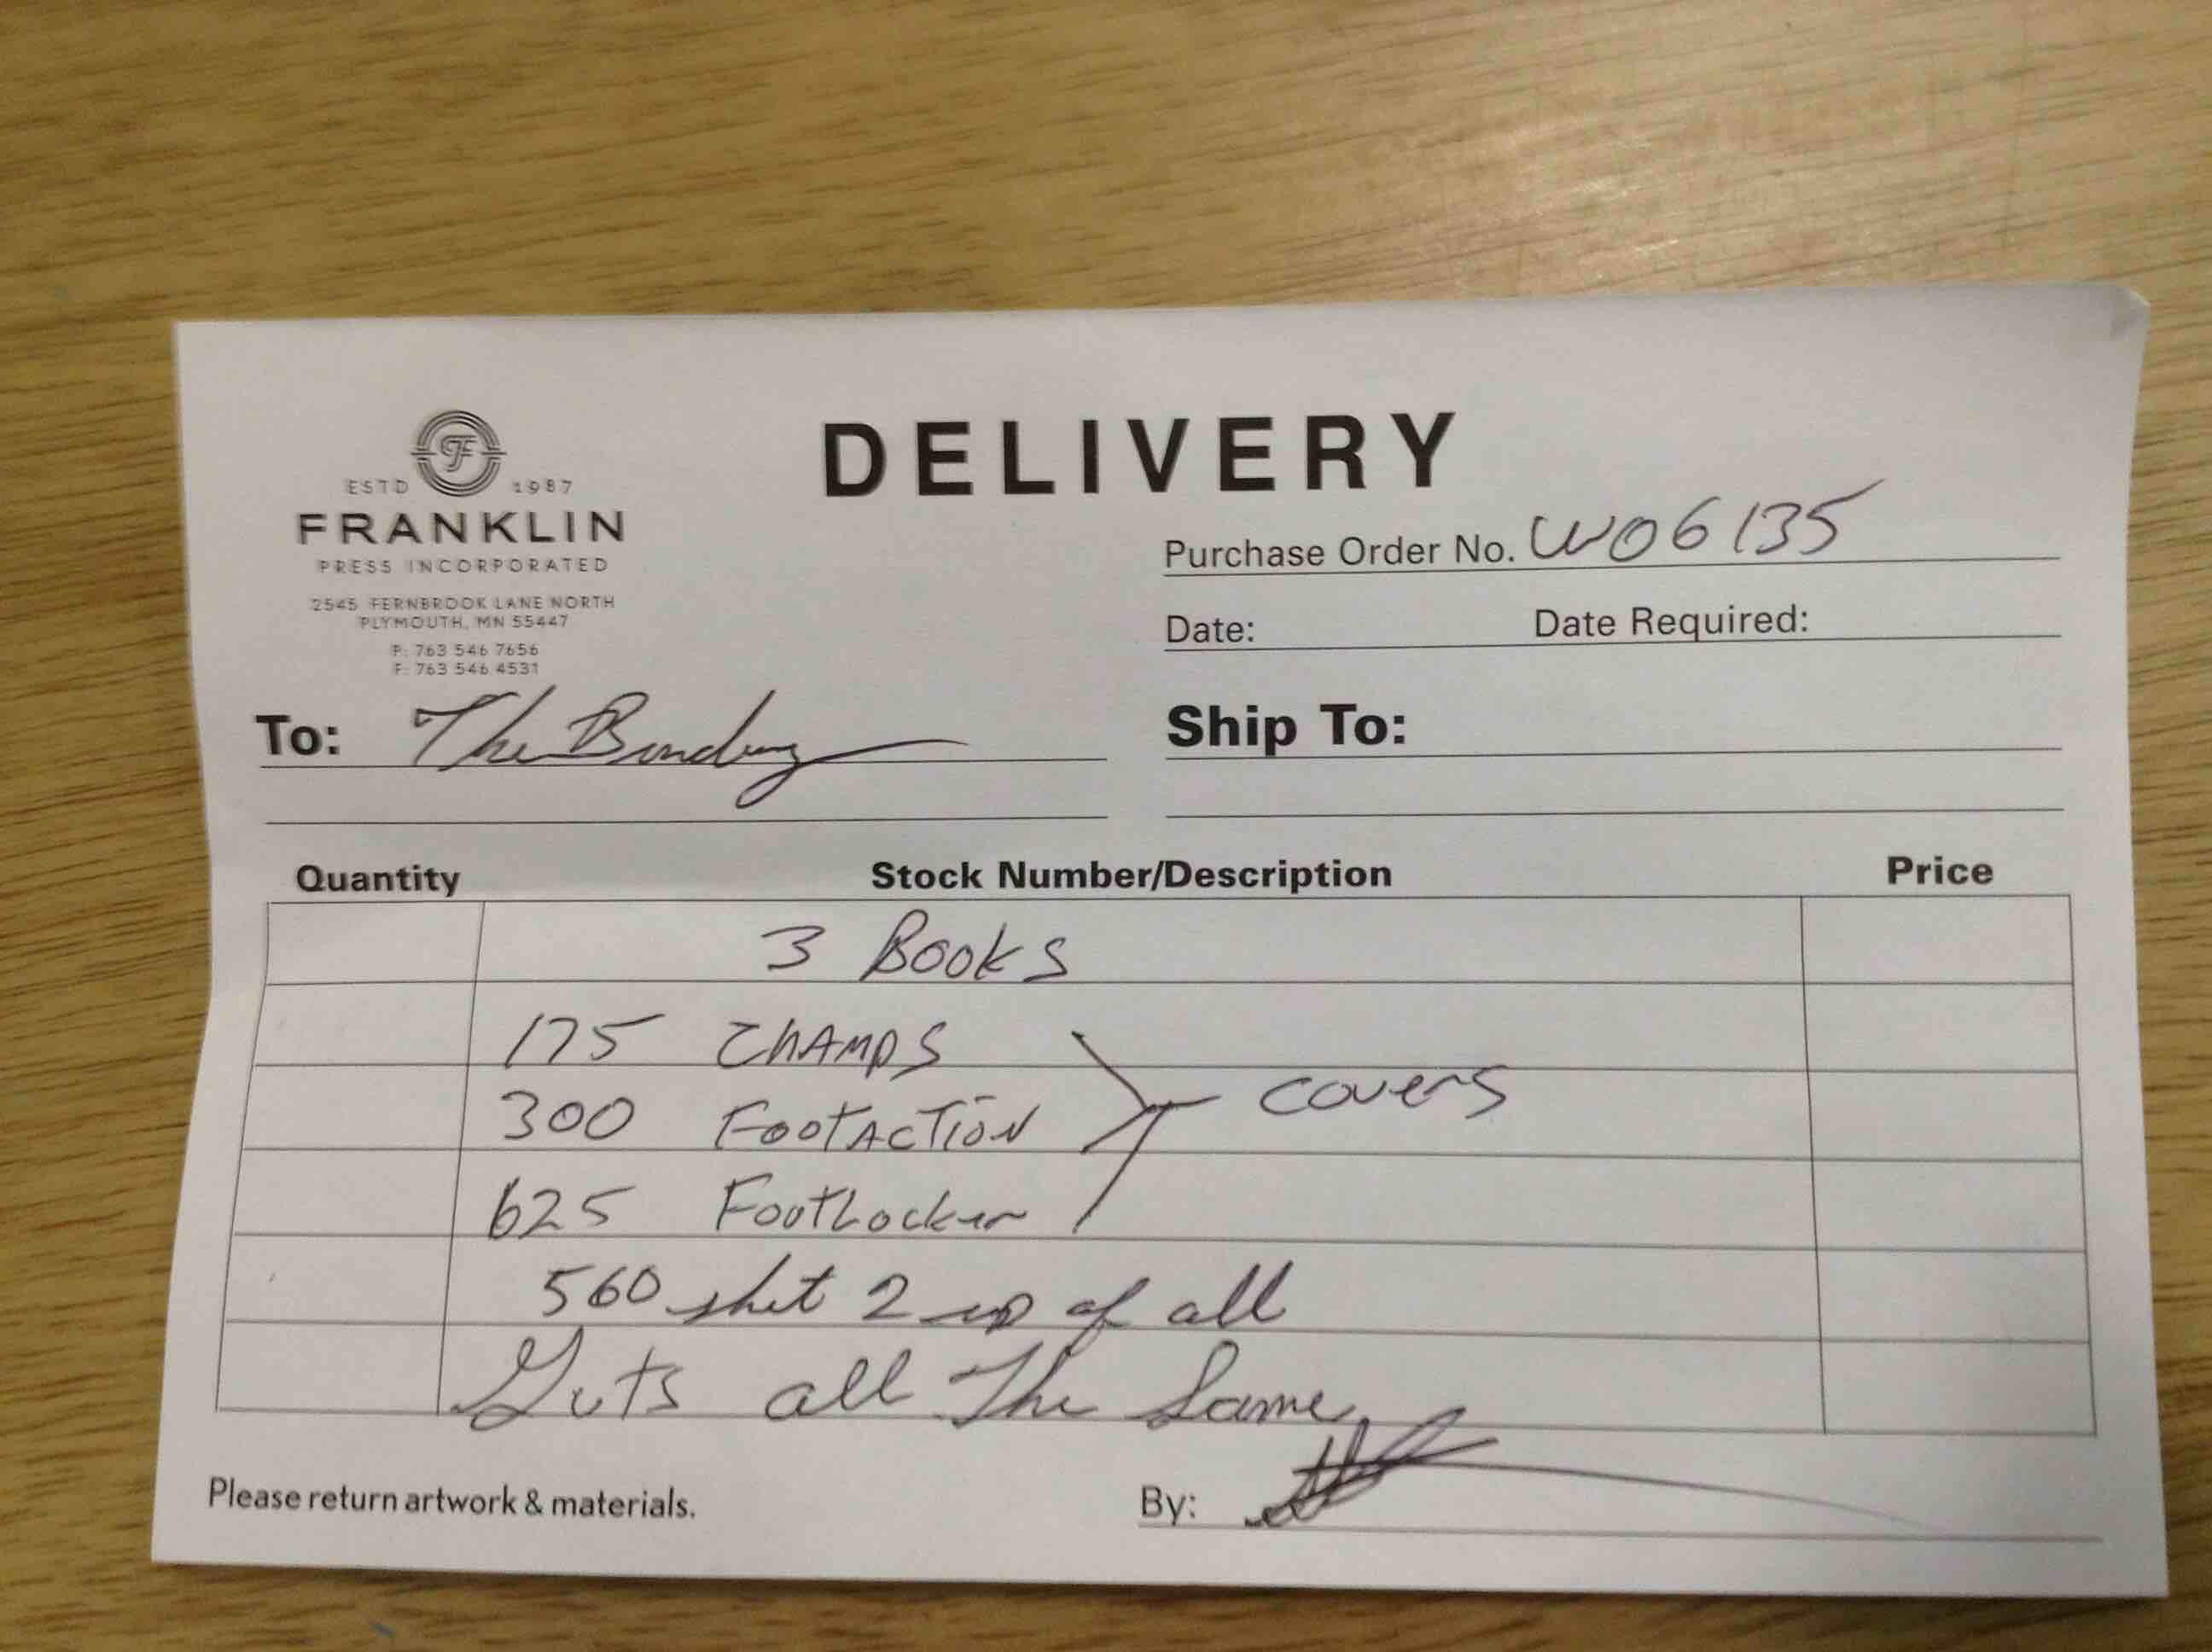 DELIVERY
ESTD 1987
FRANKLIN
PRESS INCORPORATED
2545 FERNBROOK LANE NORTH
PLYMOUTH, MN 55447
P: 763 546 7656
F: 763 546 4531
Purchase Order No. W06135
Date: Date Required:
To: The Bindery
Ship To:
Quantity Stock Number/Description Price
3 Books
175 CHAMPS
300 FootACTION covers
625 FootLocker
560 shet 2 up of all
Guts all The Same
Please return artwork & materials.
By: